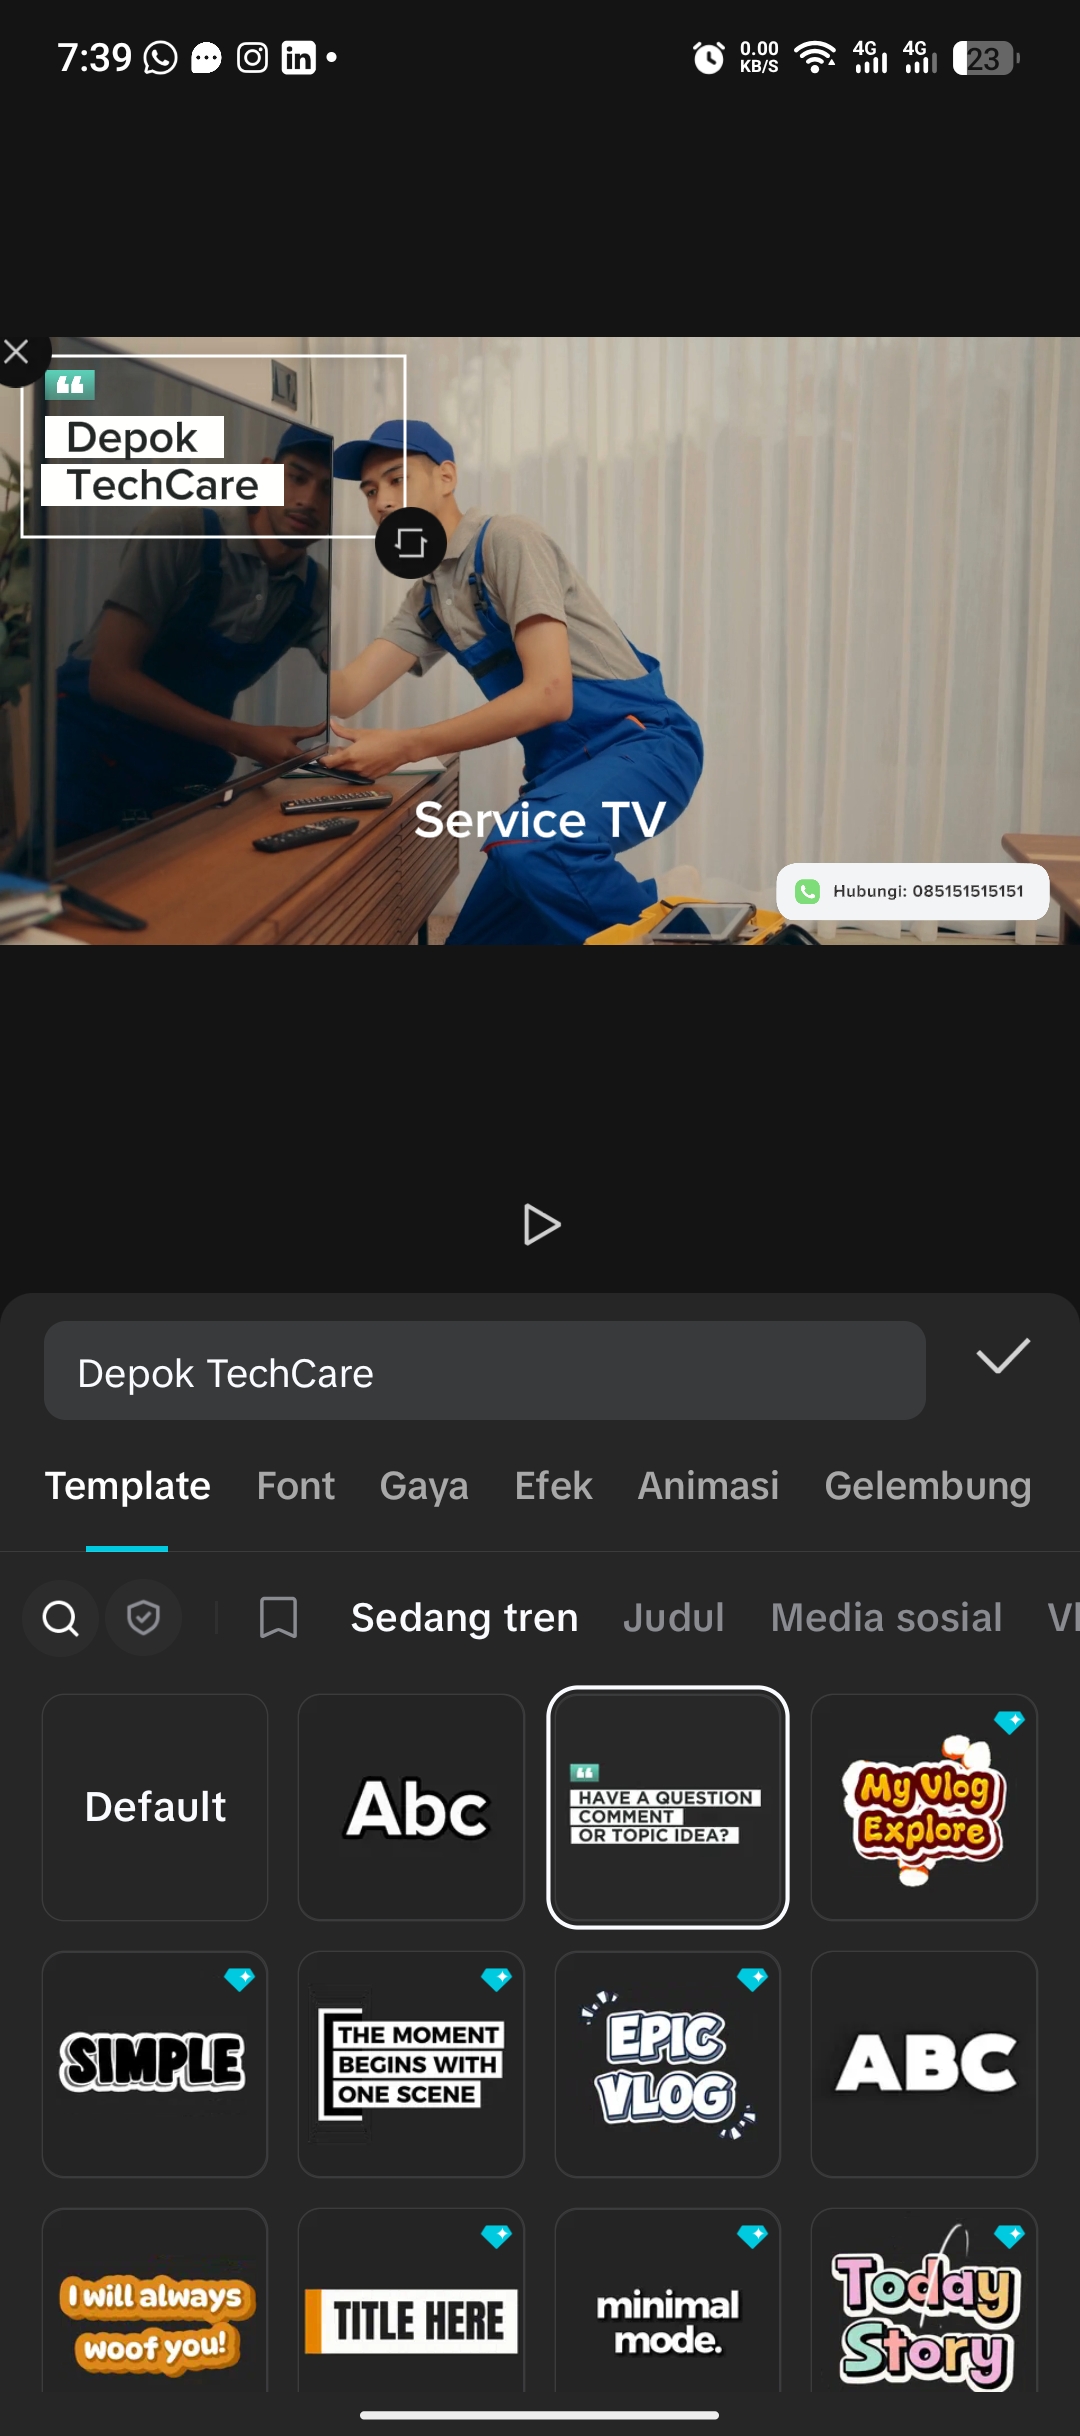 7:39
0.00
KB/S
4G
4G
23
Depok
TechCare
Service TV
Hubungi: 085151515151
Depok TechCare
Template Font Gaya Efek Animasi Gelembung
Sedang tren Judul Media sosial
Default
Abc
HAVE A QUESTION
COMMENT
OR TOPIC IDEA?
My Vlog
Explore
SIMPLE
THE MOMENT
BEGINS WITH
ONE SCENE
EPIC
VLOG
ABC
I will always
woof you!
TITLE HERE
minimal
mode.
Today
Story